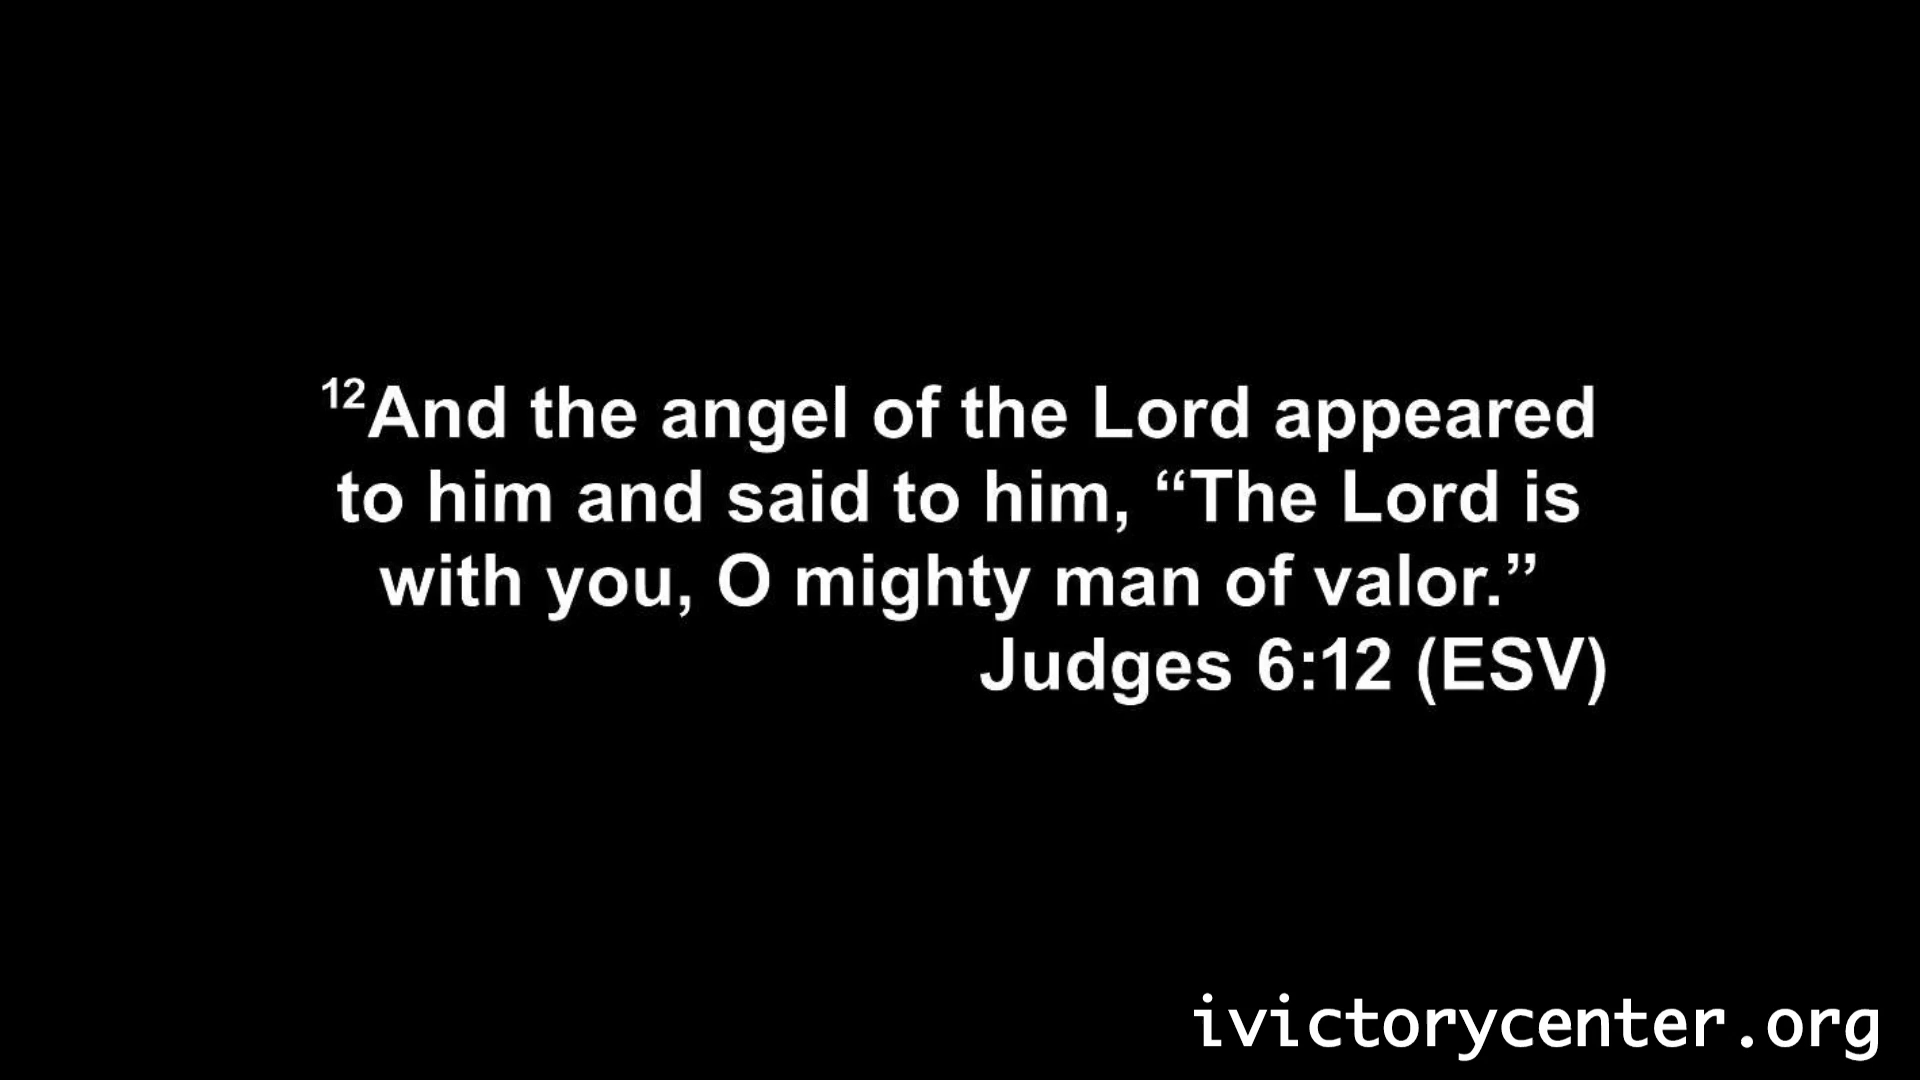 ¹²And the angel of the Lord appeared
to him and said to him, “The Lord is
with you, O mighty man of valor.”
Judges 6:12 (ESV)
ivictorycenter.org